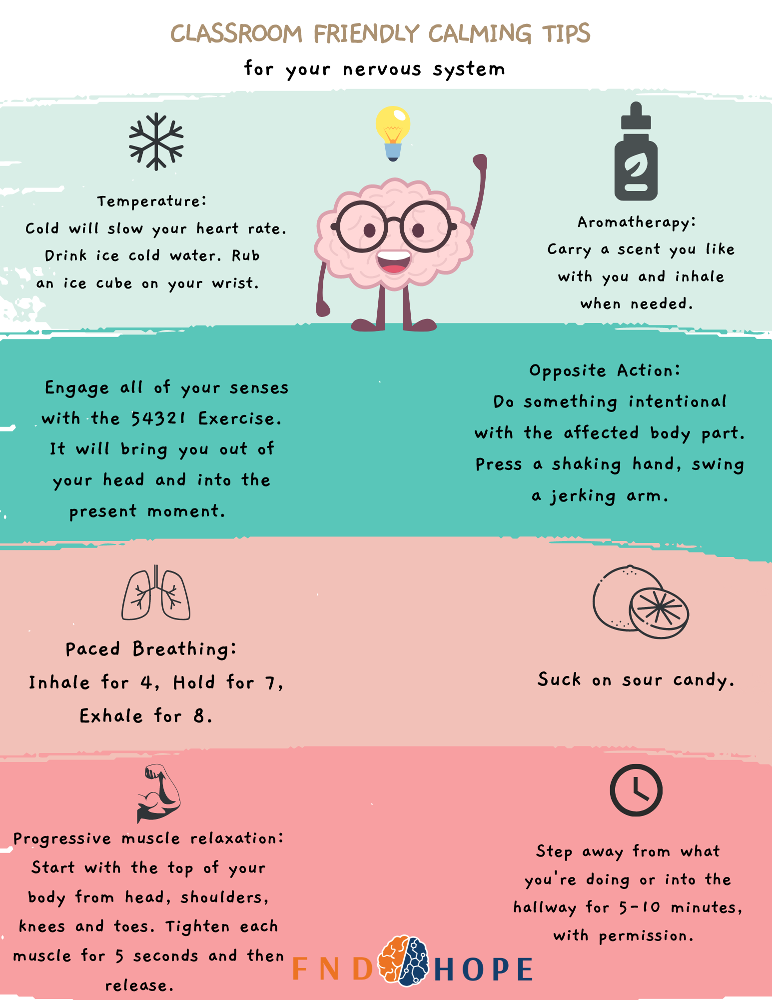 CLASSROOM FRIENDLY CALMING TIPS
for your nervous system
Temperature:
Cold will slow your heart rate.
Drink ice cold water. Rub
an ice cube on your wrist.
Aromatherapy:
Carry a scent you like
with you and inhale
when needed.
Engage all of your senses
with the 54321 Exercise.
It will bring you out of
your head and into the
present moment.
Opposite Action:
Do something intentional
with the affected body part.
Press a shaking hand, swing
a jerking arm.
Paced Breathing:
Inhale for 4, Hold for 7,
Exhale for 8.
Suck on sour candy.
Progressive muscle relaxation:
Start with the top of your
body from head, shoulders,
knees and toes. Tighten each
muscle for 5 seconds and then
release.
Step away from what
you're doing or into the
hallway for 5-10 minutes,
with permission.
FND HOPE